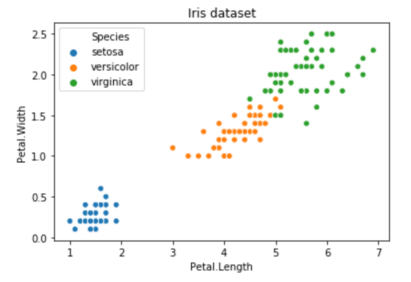 Iris dataset
Species
setosa
versicolor
virginica
Petal.Width
2.5
2.0
1.5
1.0
0.5
0.0
1 2 3 4 5 6 7
Petal.Length